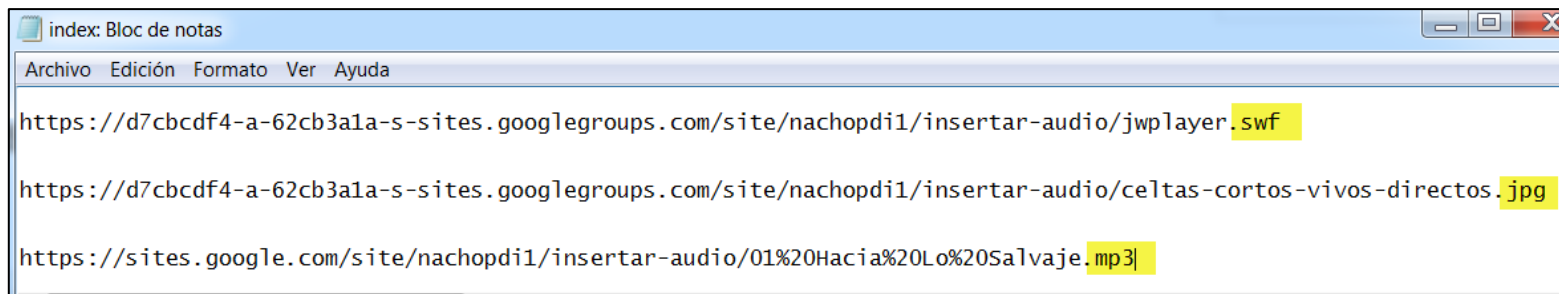 index: Bloc de notas
Archivo Edición Formato Ver Ayuda
https://d7cbcdf4-a-62cb3a1a-s-sites.googlegroups.com/site/nachopdi1/insertar-audio/jwplayer.swf
https://d7cbcdf4-a-62cb3a1a-s-sites.googlegroups.com/site/nachopdi1/insertar-audio/celtas-cortos-vivos-directos.jpg
https://sites.google.com/site/nachopdi1/insertar-audio/01%20Hacia%20Lo%20Salvaje.mp3